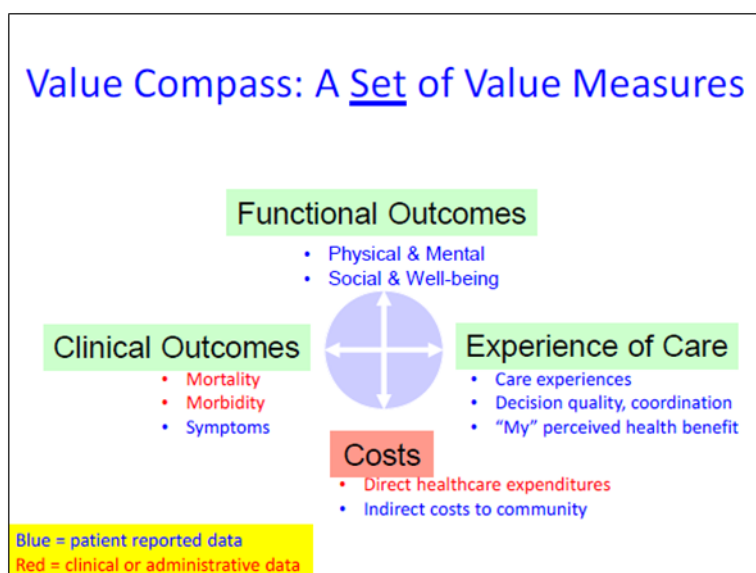 Value Compass: A Set of Value Measures
Functional Outcomes
• Physical & Mental
• Social & Well-being
Clinical Outcomes
• Mortality
• Morbidity
• Symptoms
Experience of Care
• Care experiences
• Decision quality, coordination
• “My” perceived health benefit
Costs
• Direct healthcare expenditures
• Indirect costs to community
Blue = patient reported data
Red = clinical or administrative data